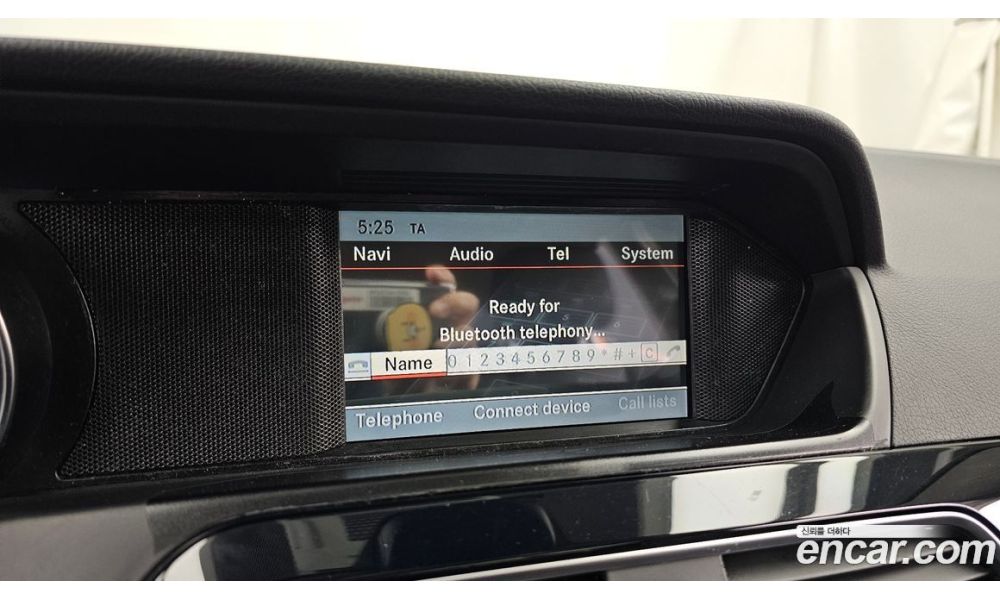 5:25 TA
Navi Audio Tel System
Ready for
Bluetooth telephony...
Name 0 1 2 3 4 5 6 7 8 9 * # + C
Telephone Connect device Call lists
신뢰를 더하다
encar.com